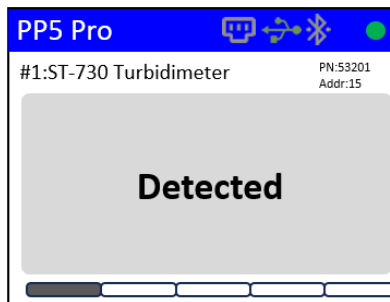 PP5 Pro
#1:ST-730 Turbidimeter
PN:53201
Addr:15
Detected